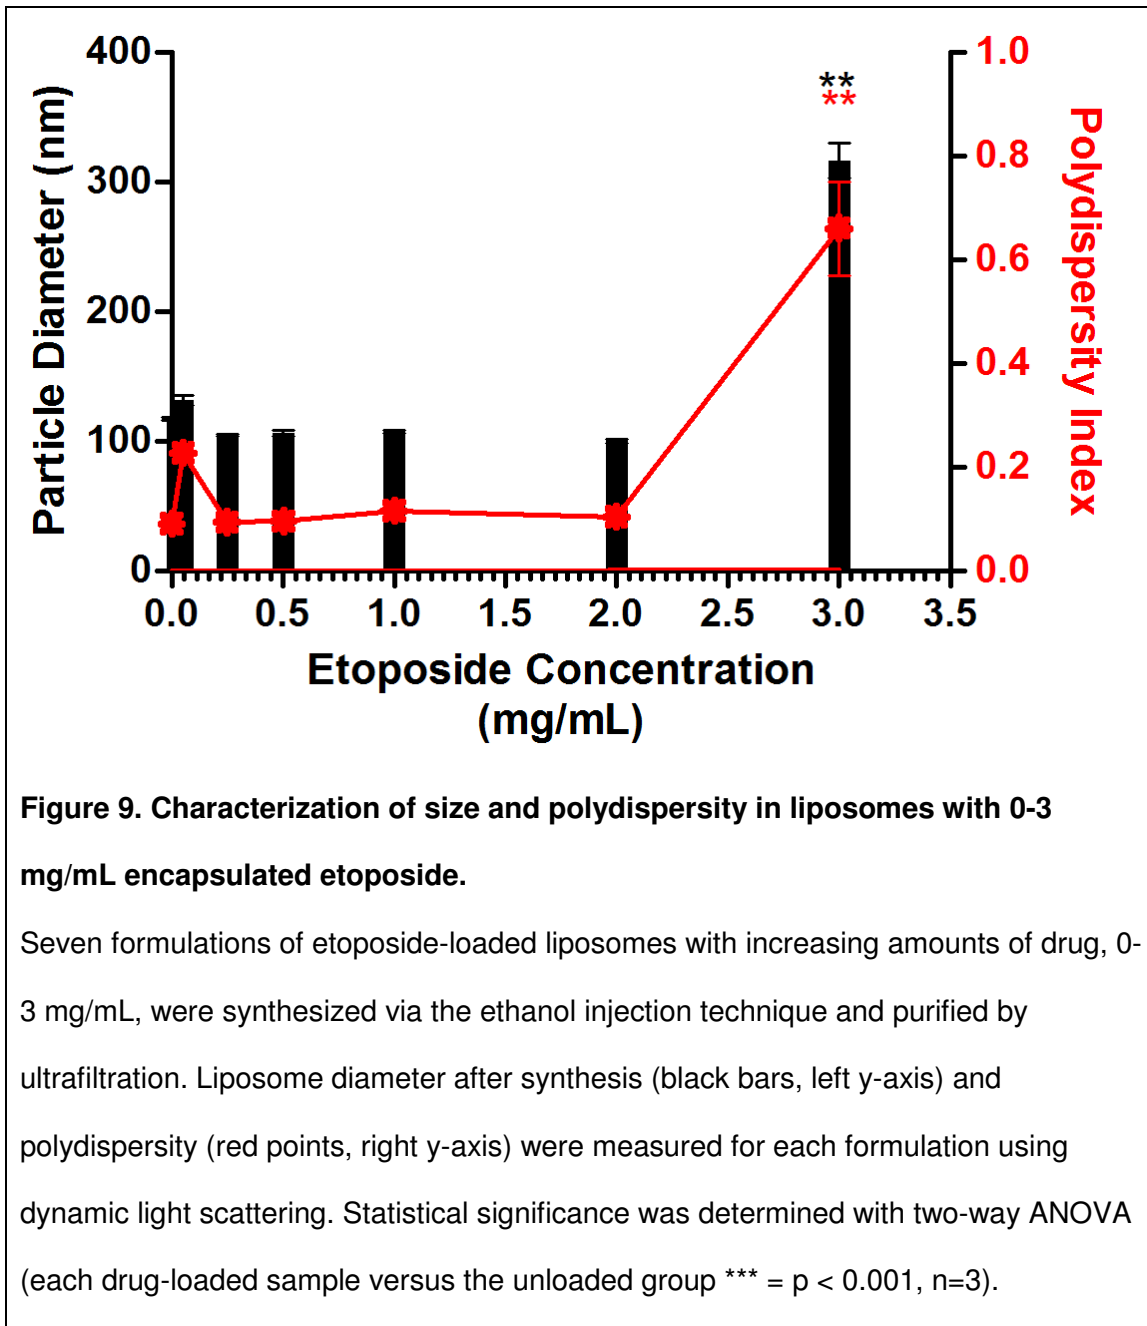 400
300
200
100
0
Particle Diameter (nm)
**
**
1.0
0.8
0.6
0.4
0.2
0.0
Polydispersity Index
0.0 0.5 1.0 1.5 2.0 2.5 3.0 3.5
Etoposide Concentration
(mg/mL)
Figure 9. Characterization of size and polydispersity in liposomes with 0-3
mg/mL encapsulated etoposide.
Seven formulations of etoposide-loaded liposomes with increasing amounts of drug, 0-
3 mg/mL, were synthesized via the ethanol injection technique and purified by
ultrafiltration. Liposome diameter after synthesis (black bars, left y-axis) and
polydispersity (red points, right y-axis) were measured for each formulation using
dynamic light scattering. Statistical significance was determined with two-way ANOVA
(each drug-loaded sample versus the unloaded group *** = p < 0.001, n=3).